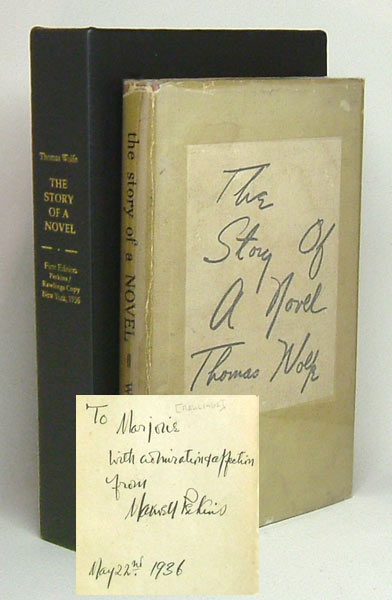 Thomas Wolfe
THE
STORY
OF A
NOVEL
First Edition
Perkins /
Rawlings Copy
New York, 1936
the story of a NOVEL = W
The
Story Of
A Novel
Thomas Wolfe
[RAWLINGS]
To Marjorie
with admiration & affection
from
Maxwell Perkins
May 22nd 1936